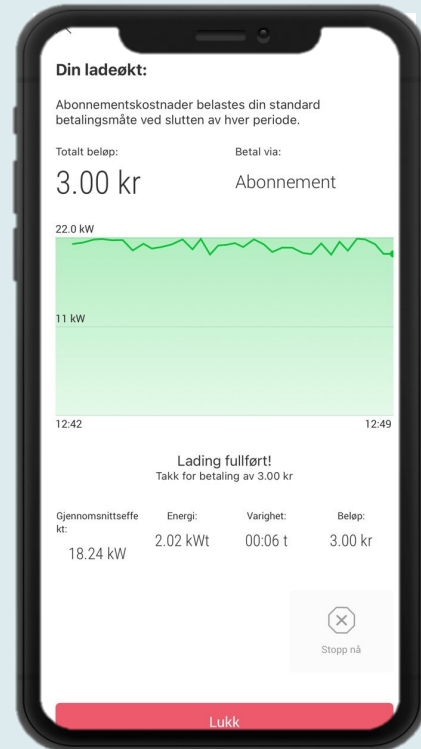 Din ladeøkt:
Abonnementskostnader belastes din standard
betalingsmåte ved slutten av hver periode.
Totalt beløp:
Betal via:
3.00 kr
Abonnement
22.0 kW
11 kW
12:42
12:49
Lading fullført!
Takk for betaling av 3.00 kr
Gjennomsnittseffe
kt:
18.24 kW
Energi:
2.02 kWt
Varighet:
00:06 t
Beløp:
3.00 kr
Stopp nå
Lukk